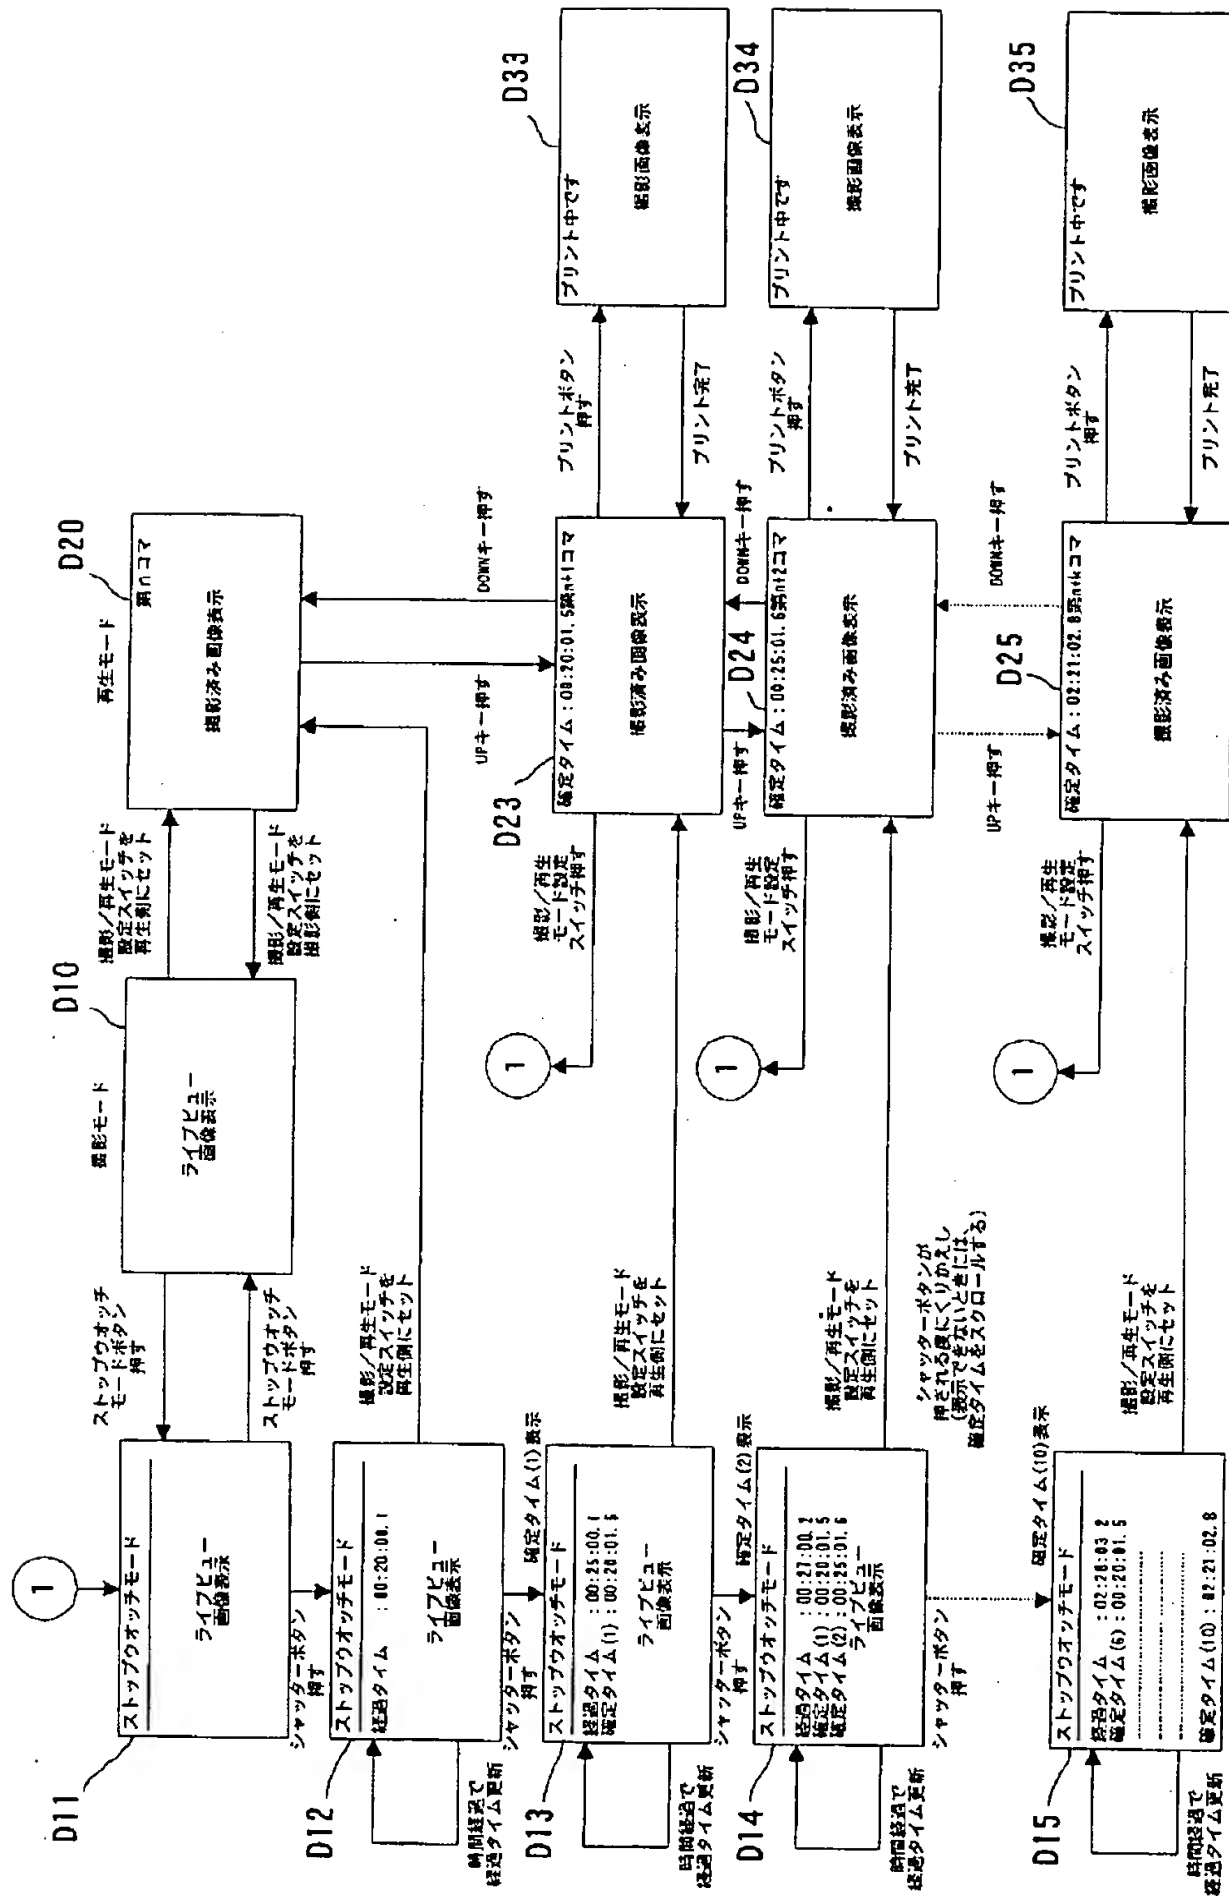 1
D11
ストップウオッチモード
ライブビュー
画像表示
ストップウオッチ
モードボタン
押す
ストップウオッチ
モードボタン
押す
撮影モード
D10
ライブビュー
画像表示
撮影/再生モード
設定スイッチを
再生側にセット
撮影/再生モード
設定スイッチを
撮影側にセット
再生モード
D20
第nコマ
撮影済み画像表示
シャッターボタン
押す
D12
ストップウオッチモード
経過タイム :00:20:00.1
ライブビュー
画像表示
時間経過で
経過タイム更新
撮影/再生モード
設定スイッチを
再生側にセット
UPキー押す
DOWNキー押す
シャッターボタン
押す
確定タイム(1)表示
D13
ストップウオッチモード
経過タイム :00:25:00.1
確定タイム(1):00:20:01.5
ライブビュー
画像表示
時間経過で
経過タイム更新
撮影/再生モード
設定スイッチを
再生側にセット
1
撮影/再生
モード設定
スイッチ押す
D23
確定タイム:00:20:01.5第n+1コマ
撮影済み画像表示
プリントボタン
押す
プリント完了
D33
プリント中です
撮影画像表示
UPキー押す
DOWNキー押す
シャッターボタン
押す
確定タイム(2)表示
D14
ストップウオッチモード
経過タイム :00:27:00.2
確定タイム(1):00:20:01.5
確定タイム(2):00:25:01.6
ライブビュー
画像表示
時間経過で
経過タイム更新
撮影/再生モード
設定スイッチを
再生側にセット
1
撮影/再生
モード設定
スイッチ押す
D24
確定タイム:00:25:01.6第n+2コマ
撮影済み画像表示
プリントボタン
押す
プリント完了
D34
プリント中です
撮影画像表示
シャッターボタンが
押される度にくりかえし
(表示できないときには、
確定タイムをスクロールする)
UPキー押す
DOWNキー押す
シャッターボタン
押す
確定タイム(10)表示
D15
ストップウオッチモード
経過タイム :02:28:03.2
確定タイム(6):00:20:01.5
確定タイム(10):02:21:02.8
時間経過で
経過タイム更新
撮影/再生モード
設定スイッチを
再生側にセット
1
撮影/再生
モード設定
スイッチ押す
D25
確定タイム:02:21:02.8第n+kコマ
撮影済み画像表示
プリントボタン
押す
プリント完了
D35
プリント中です
撮影画像表示